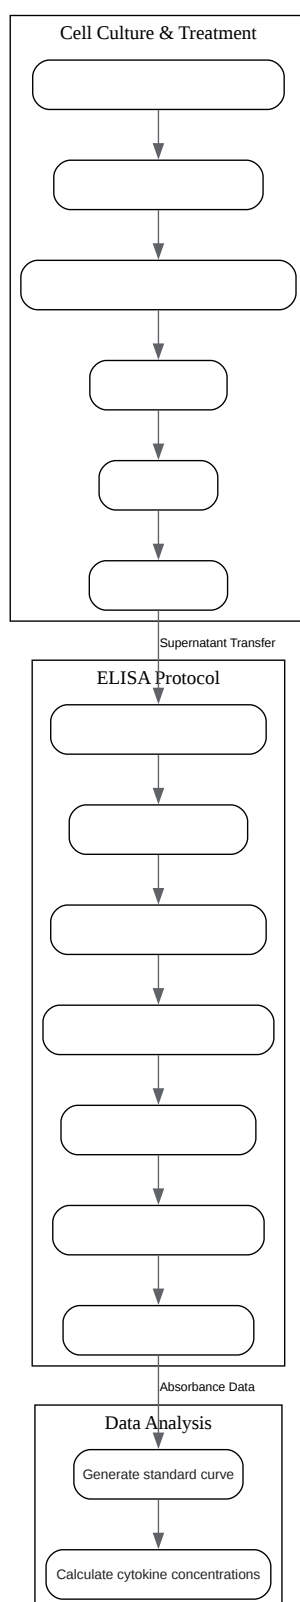 Cell Culture & Treatment
Supernatant Transfer
ELISA Protocol
Absorbance Data
Data Analysis
Generate standard curve
Calculate cytokine concentrations